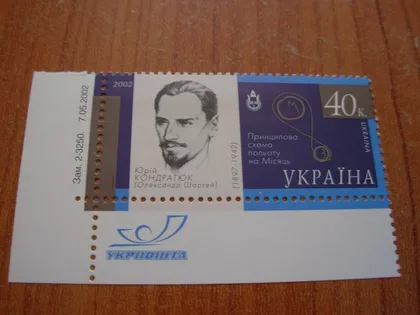 Зам. 2-3250. 7.05.2002
2002
Юрій
КОНДРАТЮК
(Олександр Шаргей)
(1897-1942)
40к.
UKRAINA
Принципова
схема
польоту
на Місяць
УКРАЇНА
УКРПОШТА